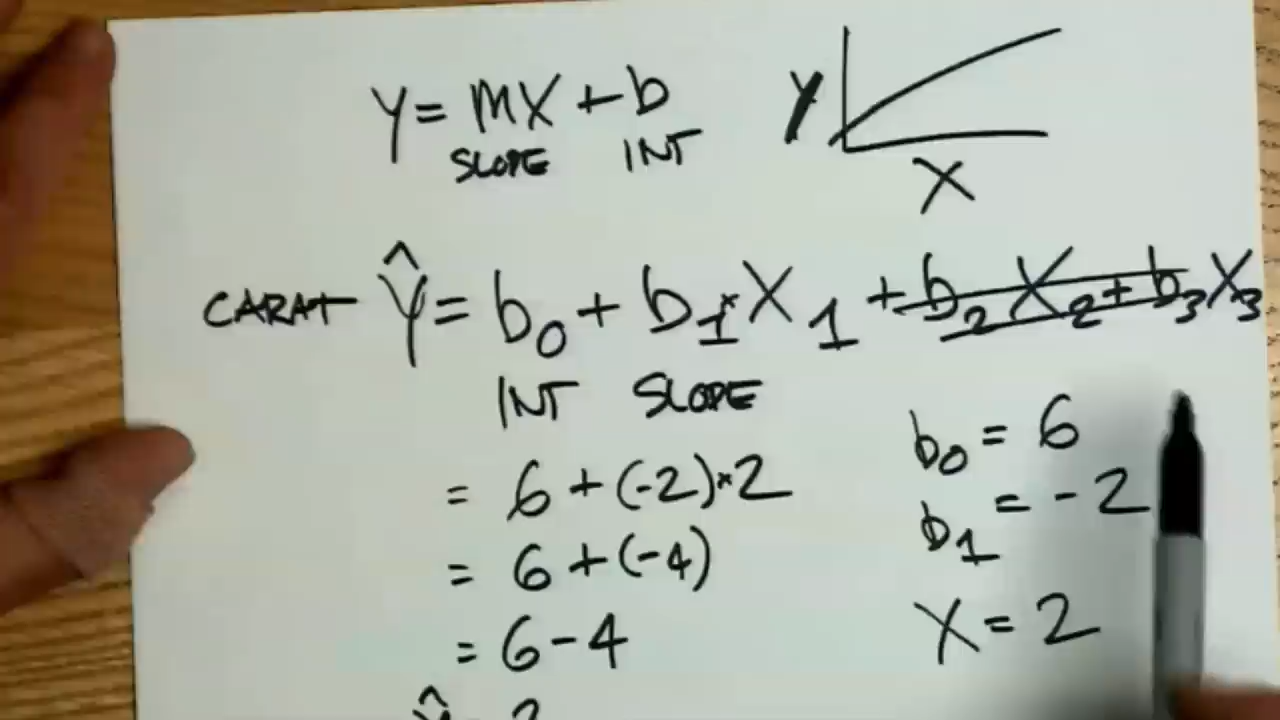 Y = MX + b
SLOPE INT
Y
X
CARAT Ŷ = b₀ + b₁*X₁ + b₂X₂ + b₃X₃
INT SLOPE
= 6 + (-2)*2
= 6 + (-4)
= 6 - 4
b₀ = 6
b₁ = -2
X = 2